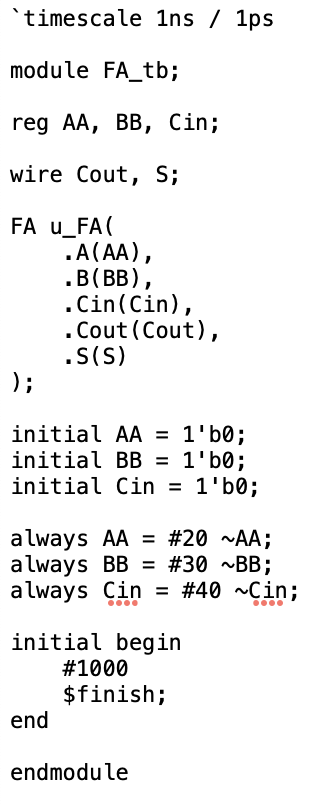 `timescale 1ns / 1ps
module FA_tb;
reg AA, BB, Cin;
wire Cout, S;
FA u_FA(
    .A(AA),
    .B(BB),
    .Cin(Cin),
    .Cout(Cout),
    .S(S)
);
initial AA = 1'b0;
initial BB = 1'b0;
initial Cin = 1'b0;
always AA = #20 ~AA;
always BB = #30 ~BB;
always Cin = #40 ~Cin;
initial begin
    #1000
    $finish;
end
endmodule